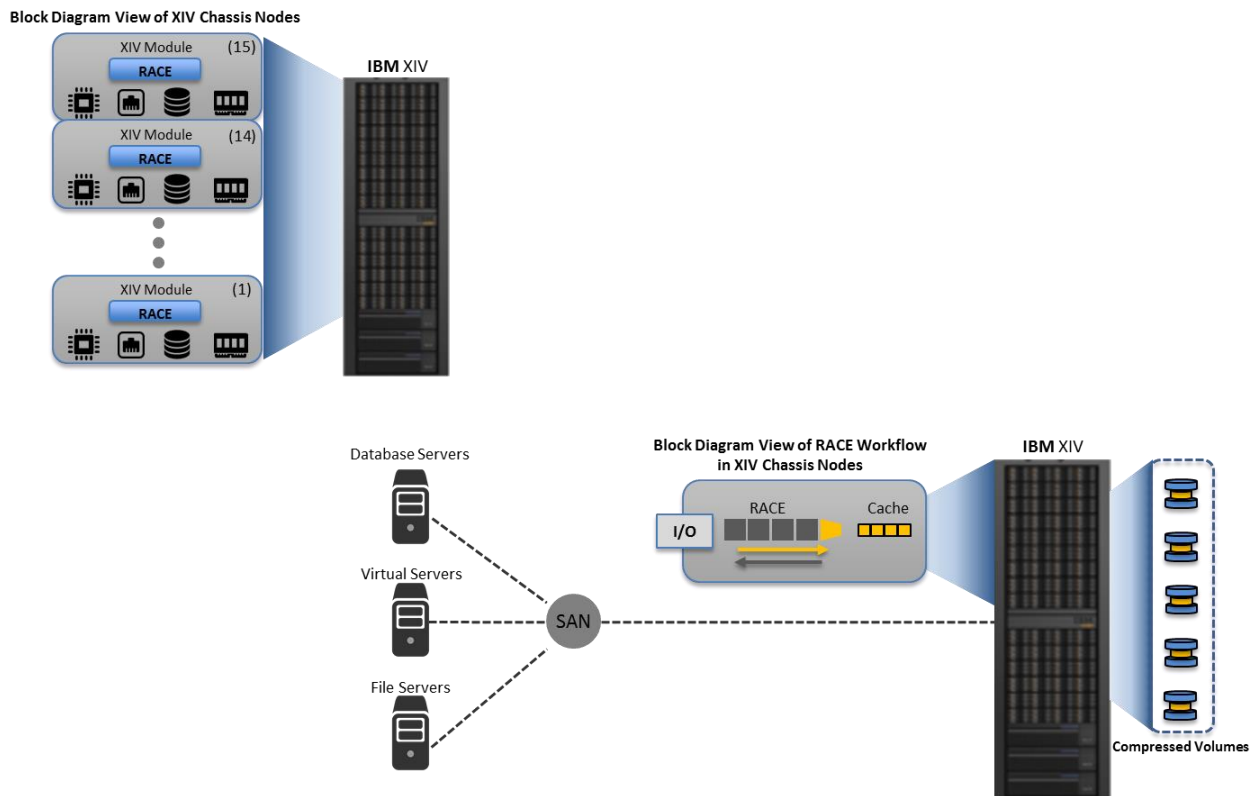 Block Diagram View of XIV Chassis Nodes
XIV Module
(15)
RACE
XIV Module
(14)
RACE
XIV Module
(1)
RACE
IBM XIV
Database Servers
Virtual Servers
File Servers
SAN
Block Diagram View of RACE Workflow
in XIV Chassis Nodes
I/O
RACE
Cache
IBM XIV
Compressed Volumes